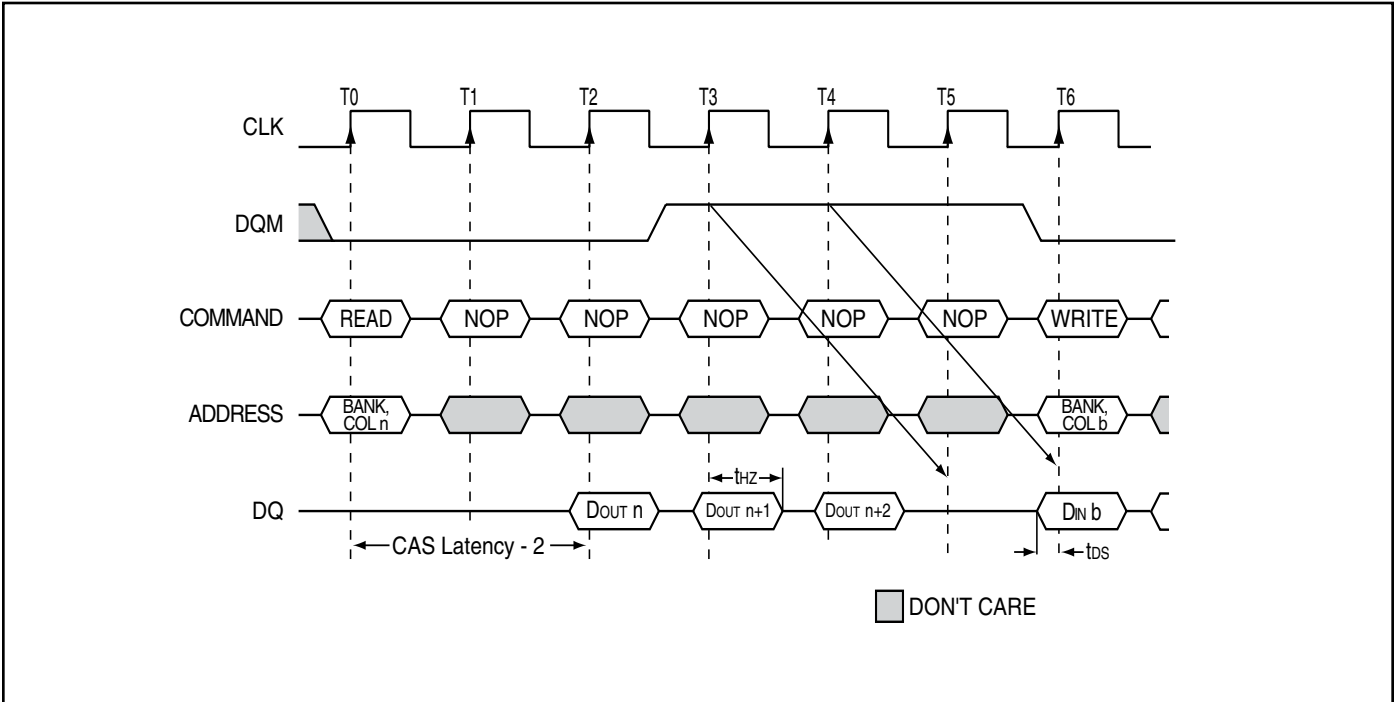 T0 T1 T2 T3 T4 T5 T6
CLK
DQM
COMMAND READ NOP NOP NOP NOP NOP WRITE
ADDRESS BANK, COL n BANK, COL b
tHZ
DQ DOUT n DOUT n+1 DOUT n+2 DIN b
CAS Latency - 2 tDS
DON'T CARE